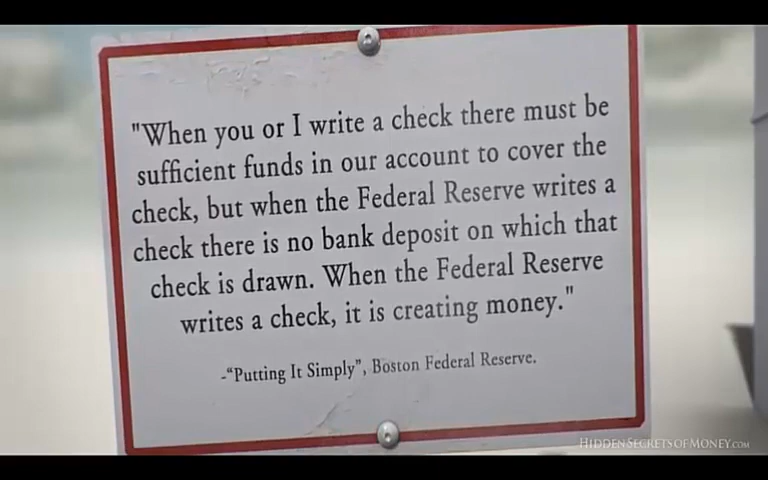 "When you or I write a check there must be
sufficient funds in our account to cover the
check, but when the Federal Reserve writes a
check there is no bank deposit on which that
check is drawn. When the Federal Reserve
writes a check, it is creating money."
-“Putting It Simply”, Boston Federal Reserve.
HIDDENSECRETSOFMONEY.COM